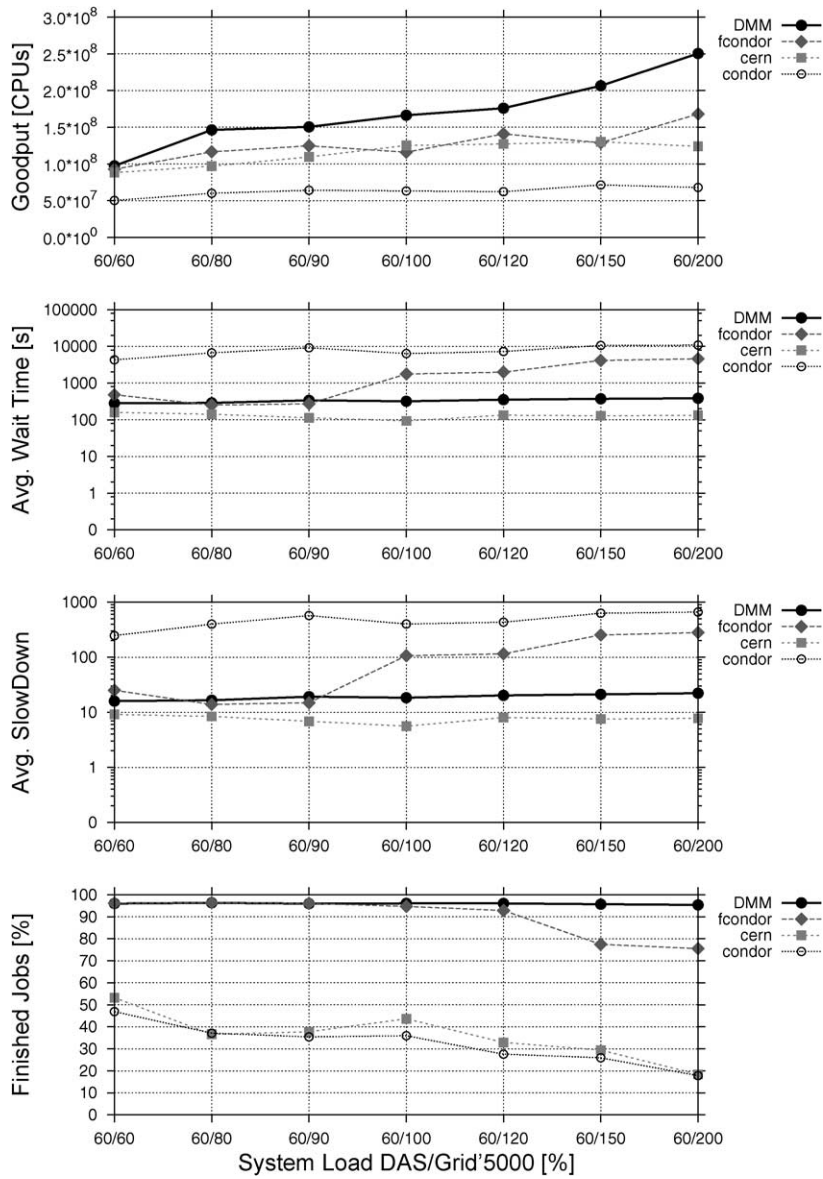 Goodput [CPUs]
3.0*10^8
2.5*10^8
2.0*10^8
1.5*10^8
1.0*10^8
5.0*10^7
0.0*10^0
60/60 60/80 60/90 60/100 60/120 60/150 60/200
DMM
fcondor
cern
condor
Avg. Wait Time [s]
100000
10000
1000
100
10
1
0
60/60 60/80 60/90 60/100 60/120 60/150 60/200
DMM
fcondor
cern
condor
Avg. SlowDown
1000
100
10
1
0
60/60 60/80 60/90 60/100 60/120 60/150 60/200
DMM
fcondor
cern
condor
Finished Jobs [%]
100
90
80
70
60
50
40
30
20
10
0
60/60 60/80 60/90 60/100 60/120 60/150 60/200
DMM
fcondor
cern
condor
System Load DAS/Grid'5000 [%]